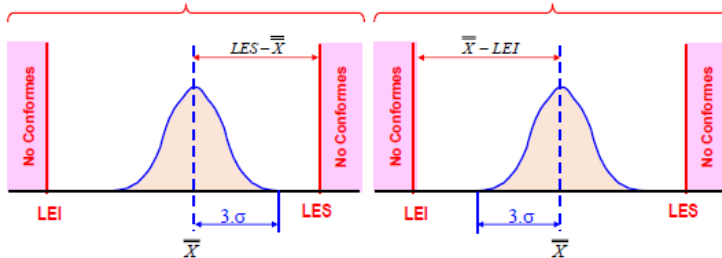 LES – X̿
No Conformes
No Conformes
LEI
LES
3.σ
X̿
X̿ – LEI
No Conformes
No Conformes
LEI
LES
3.σ
X̿